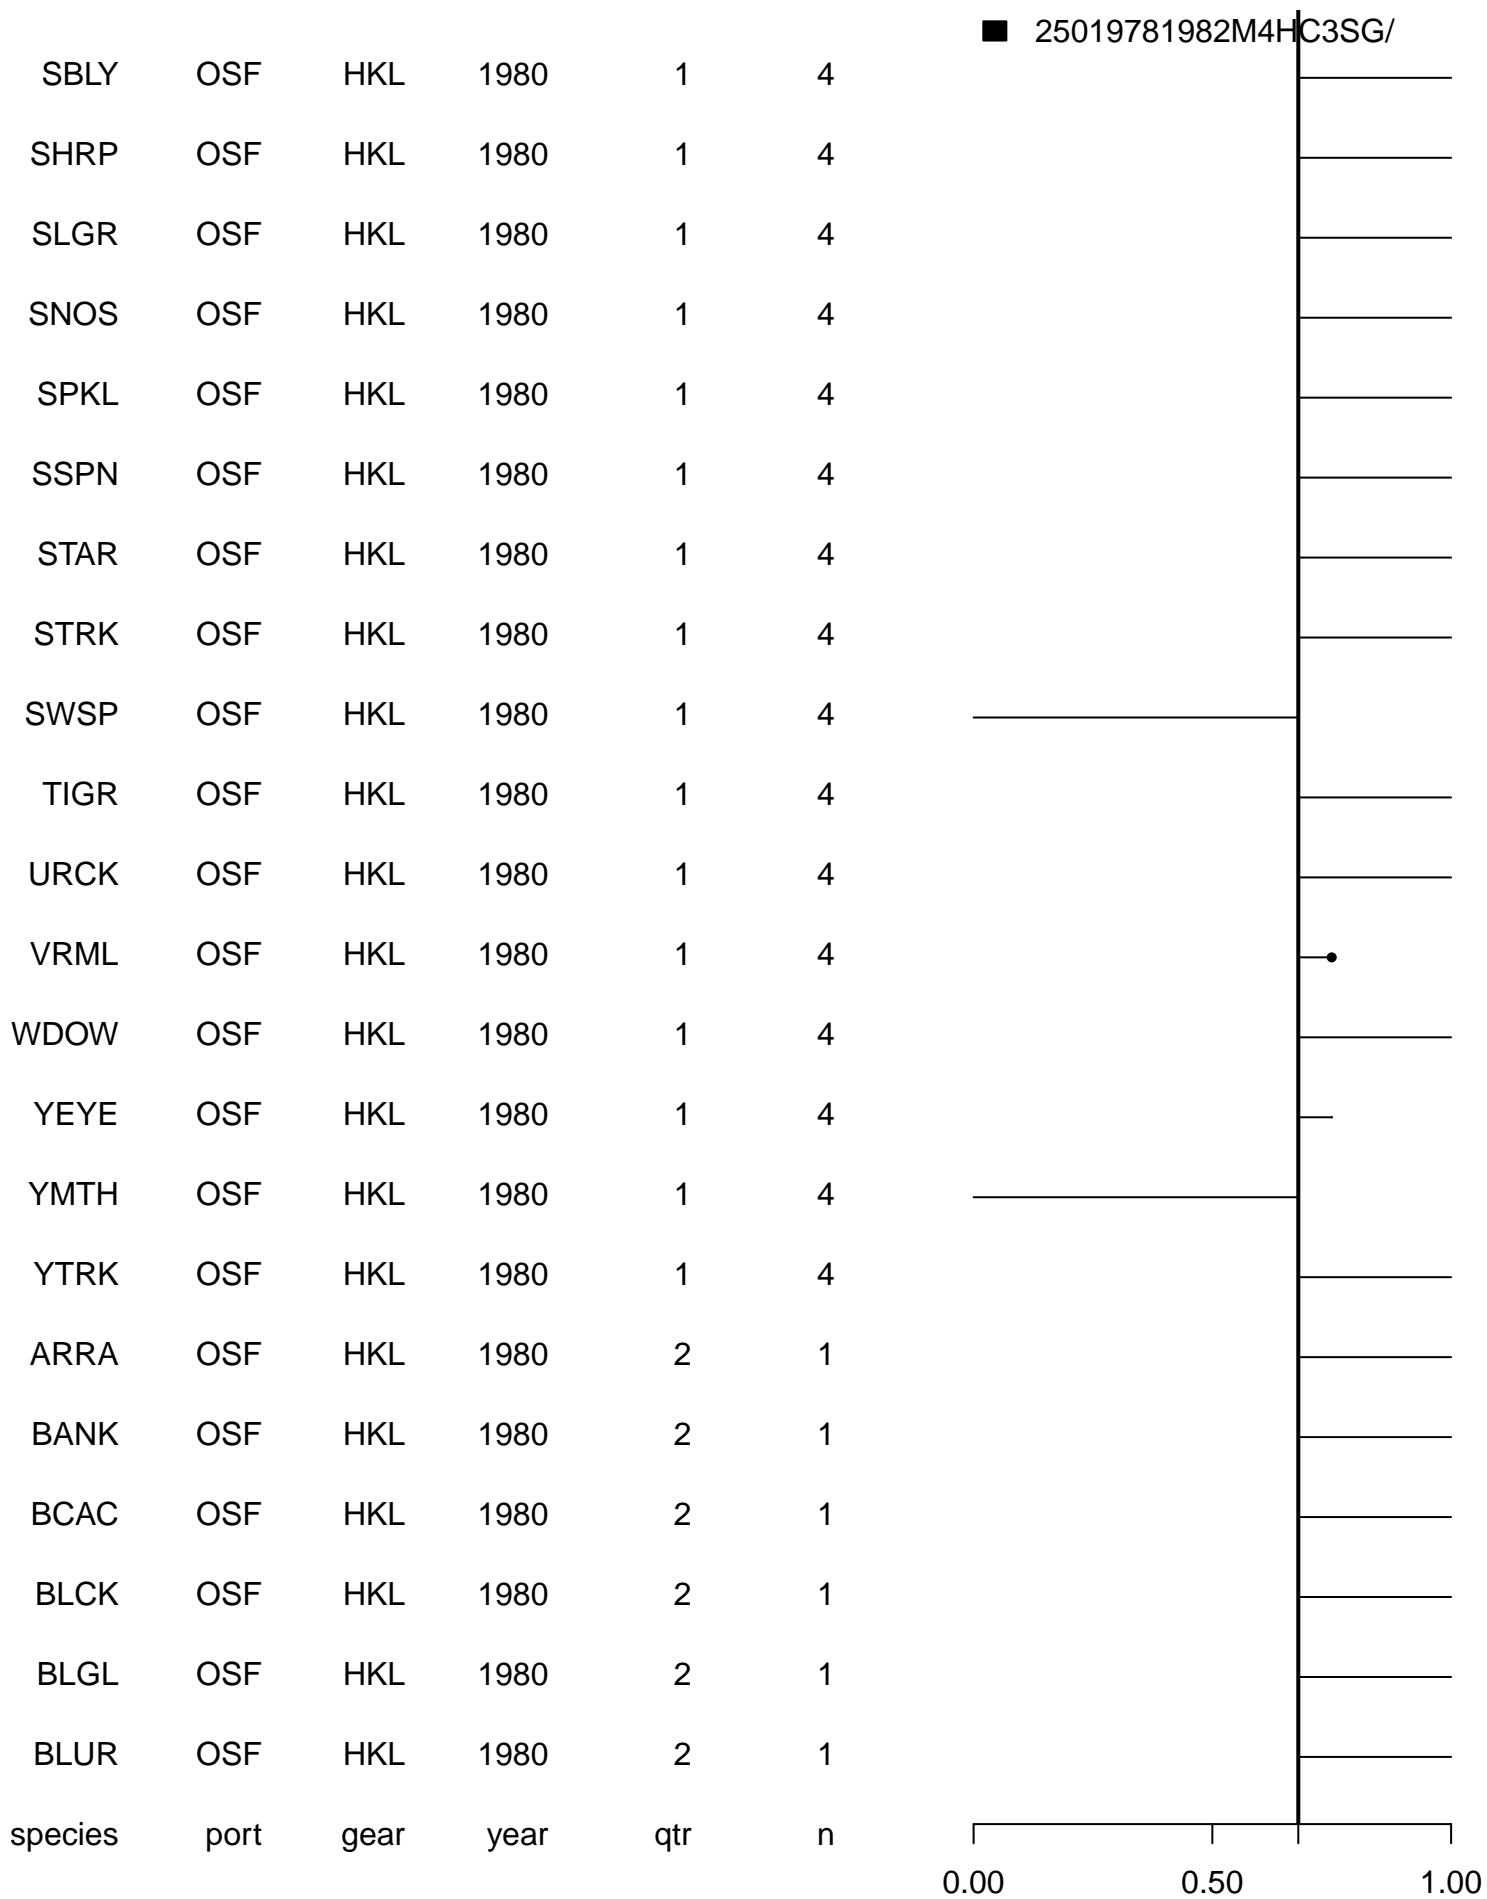 25019781982M4HC3SG/
SBLY OSF HKL 1980 1 4
SHRP OSF HKL 1980 1 4
SLGR OSF HKL 1980 1 4
SNOS OSF HKL 1980 1 4
SPKL OSF HKL 1980 1 4
SSPN OSF HKL 1980 1 4
STAR OSF HKL 1980 1 4
STRK OSF HKL 1980 1 4
SWSP OSF HKL 1980 1 4
TIGR OSF HKL 1980 1 4
URCK OSF HKL 1980 1 4
VRML OSF HKL 1980 1 4
WDOW OSF HKL 1980 1 4
YEYE OSF HKL 1980 1 4
YMTH OSF HKL 1980 1 4
YTRK OSF HKL 1980 1 4
ARRA OSF HKL 1980 2 1
BANK OSF HKL 1980 2 1
BCAC OSF HKL 1980 2 1
BLCK OSF HKL 1980 2 1
BLGL OSF HKL 1980 2 1
BLUR OSF HKL 1980 2 1
species port gear year qtr n
0.00 0.50 1.00